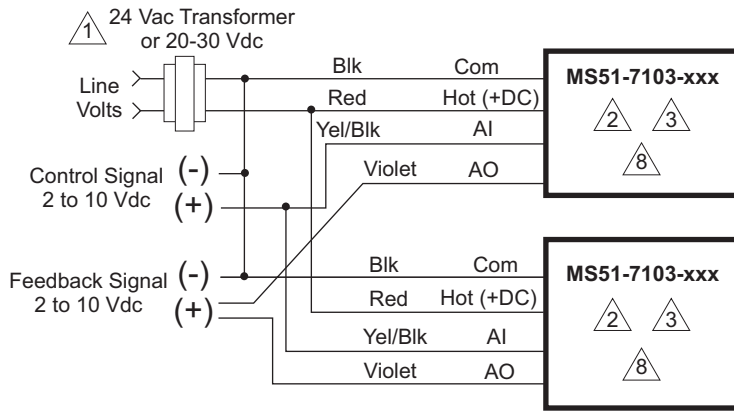 24 Vac Transformer
or 20-30 Vdc
1
Line
Volts
Blk Com
Red Hot (+DC)
Yel/Blk AI
Violet AO
MS51-7103-xxx
2 3
8
Control Signal (-)
2 to 10 Vdc (+)
Feedback Signal (-)
2 to 10 Vdc (+)
Blk Com
Red Hot (+DC)
Yel/Blk AI
Violet AO
MS51-7103-xxx
2 3
8